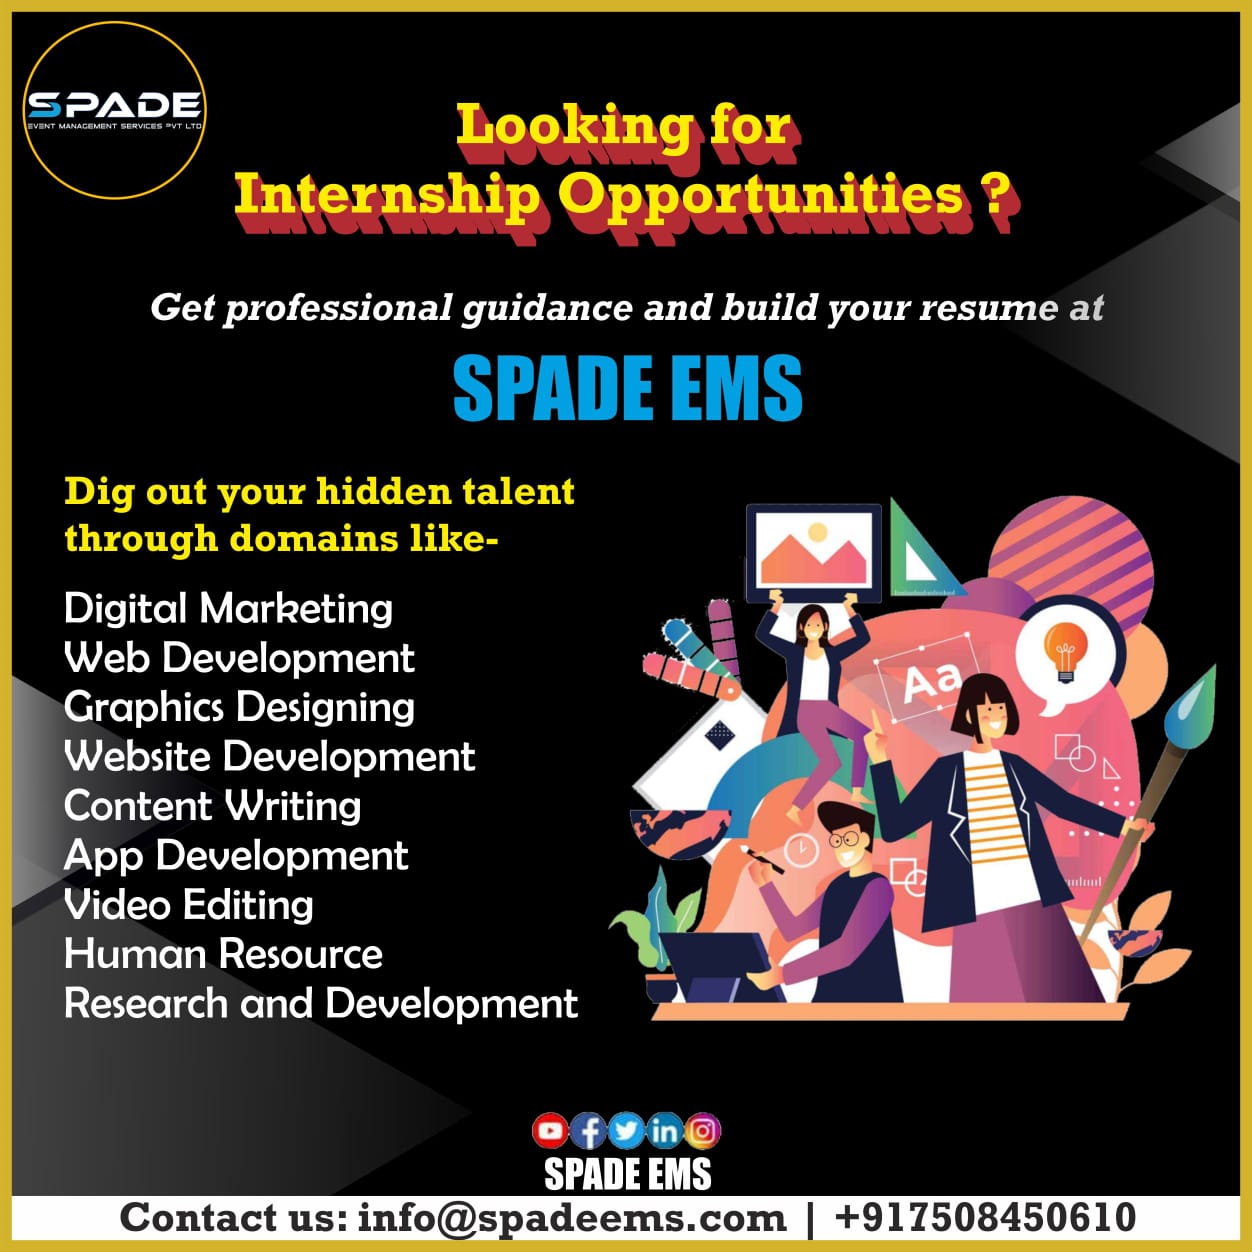 SPADE
EVENT MANAGEMENT SERVICES PVT LTD
Looking for
Internship Opportunities ?
Get professional guidance and build your resume at
SPADE EMS
Dig out your hidden talent
through domains like-
Digital Marketing
Web Development
Graphics Designing
Website Development
Content Writing
App Development
Video Editing
Human Resource
Research and Development
Aa
SPADE EMS
Contact us: info@spadeems.com | +917508450610